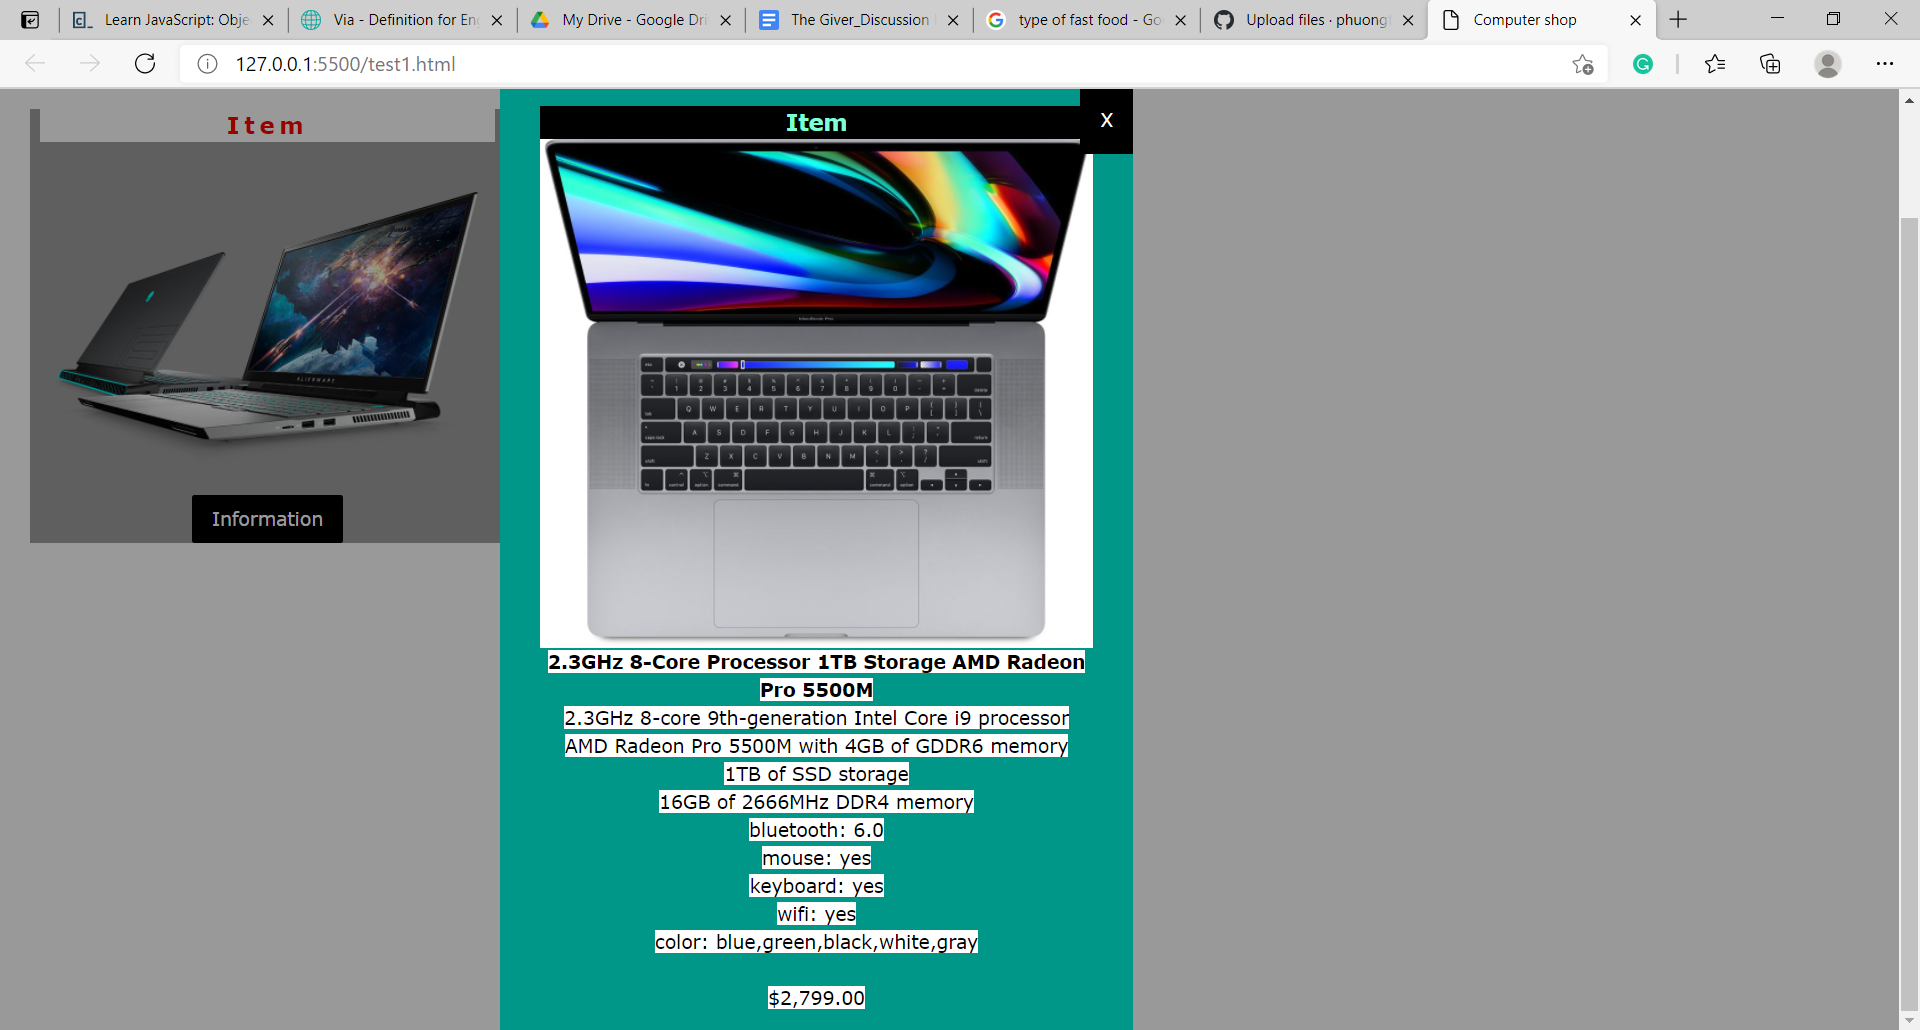 Learn JavaScript: Obje
Via - Definition for En
My Drive - Google Dri
The Giver_Discussion
type of fast food - Go
Upload files · phuong
Computer shop
127.0.0.1:5500/test1.html
Item
Item
X
ALIENWARE
MacBook Pro
Information
2.3GHz 8-Core Processor 1TB Storage AMD Radeon
Pro 5500M
2.3GHz 8-core 9th-generation Intel Core i9 processor
AMD Radeon Pro 5500M with 4GB of GDDR6 memory
1TB of SSD storage
16GB of 2666MHz DDR4 memory
bluetooth: 6.0
mouse: yes
keyboard: yes
wifi: yes
color: blue,green,black,white,gray
$2,799.00